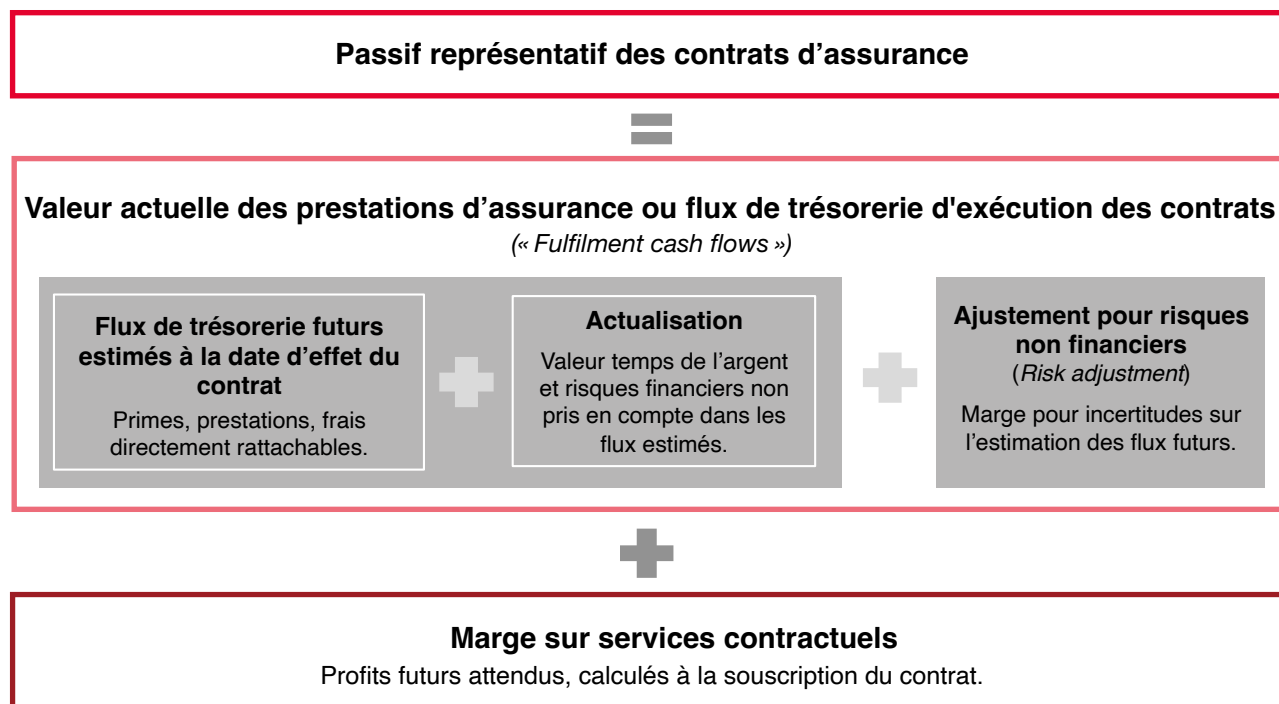 Passif représentatif des contrats d’assurance
Valeur actuelle des prestations d’assurance ou flux de trésorerie d'exécution des contrats
(« Fulfilment cash flows »)
Flux de trésorerie futurs
estimés à la date d’effet du
contrat
Primes, prestations, frais
directement rattachables.
Actualisation
Valeur temps de l’argent
et risques financiers non
pris en compte dans les
flux estimés.
Ajustement pour risques
non financiers
(Risk adjustment)
Marge pour incertitudes sur
l’estimation des flux futurs.
Marge sur services contractuels
Profits futurs attendus, calculés à la souscription du contrat.